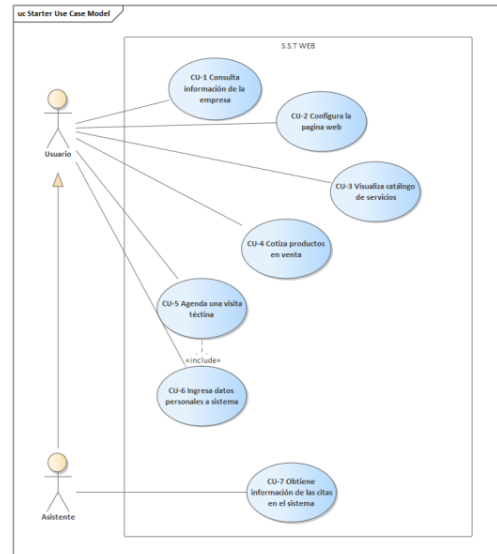 uc Starter Use Case Model
S.S.T WEB
CU-1 Consulta
información de la
empresa
CU-2 Configura la
pagina web
Usuario
CU-3 Visualiza catálogo
de servicios
CU-4 Cotiza productos
en venta
CU-5 Agenda una visita
téctina
«include»
CU-6 Ingresa datos
personales a sistema
CU-7 Obtiene
información de las citas
en el sistema
Asistente